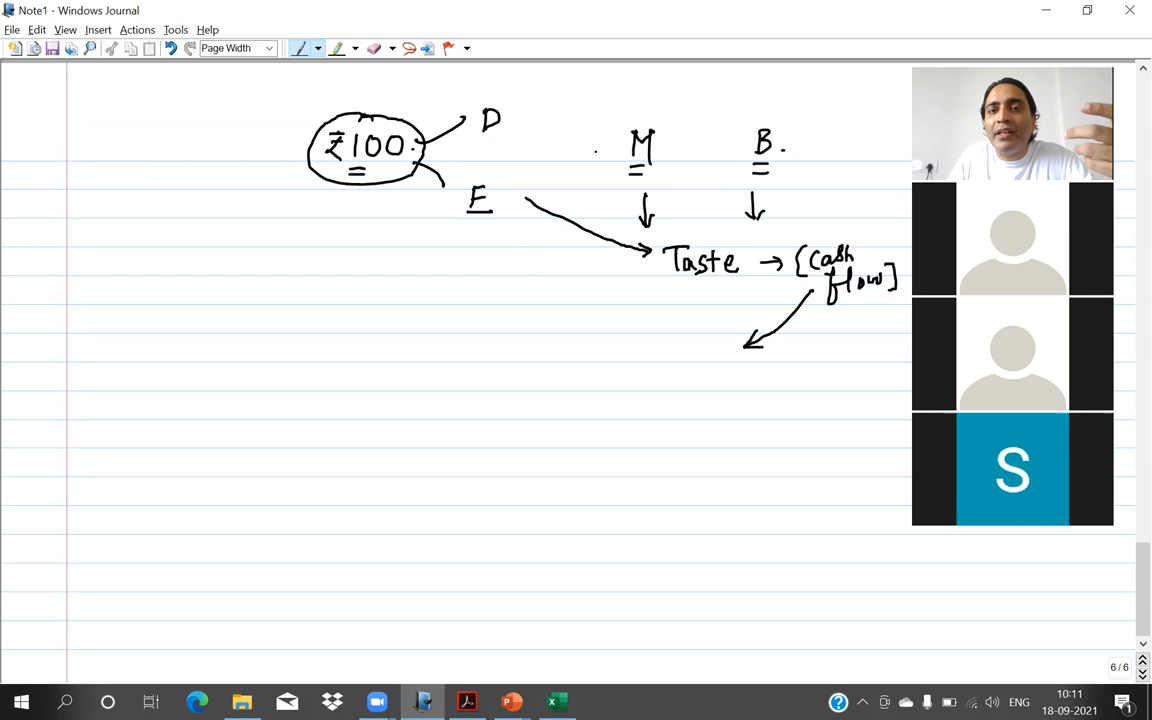 Note1 - Windows Journal
File Edit View Insert Actions Tools Help
Page Width
₹100. D
E
M B.
Taste → [Cash
flow]
S
6/6
ENG
10:11
18-09-2021
1